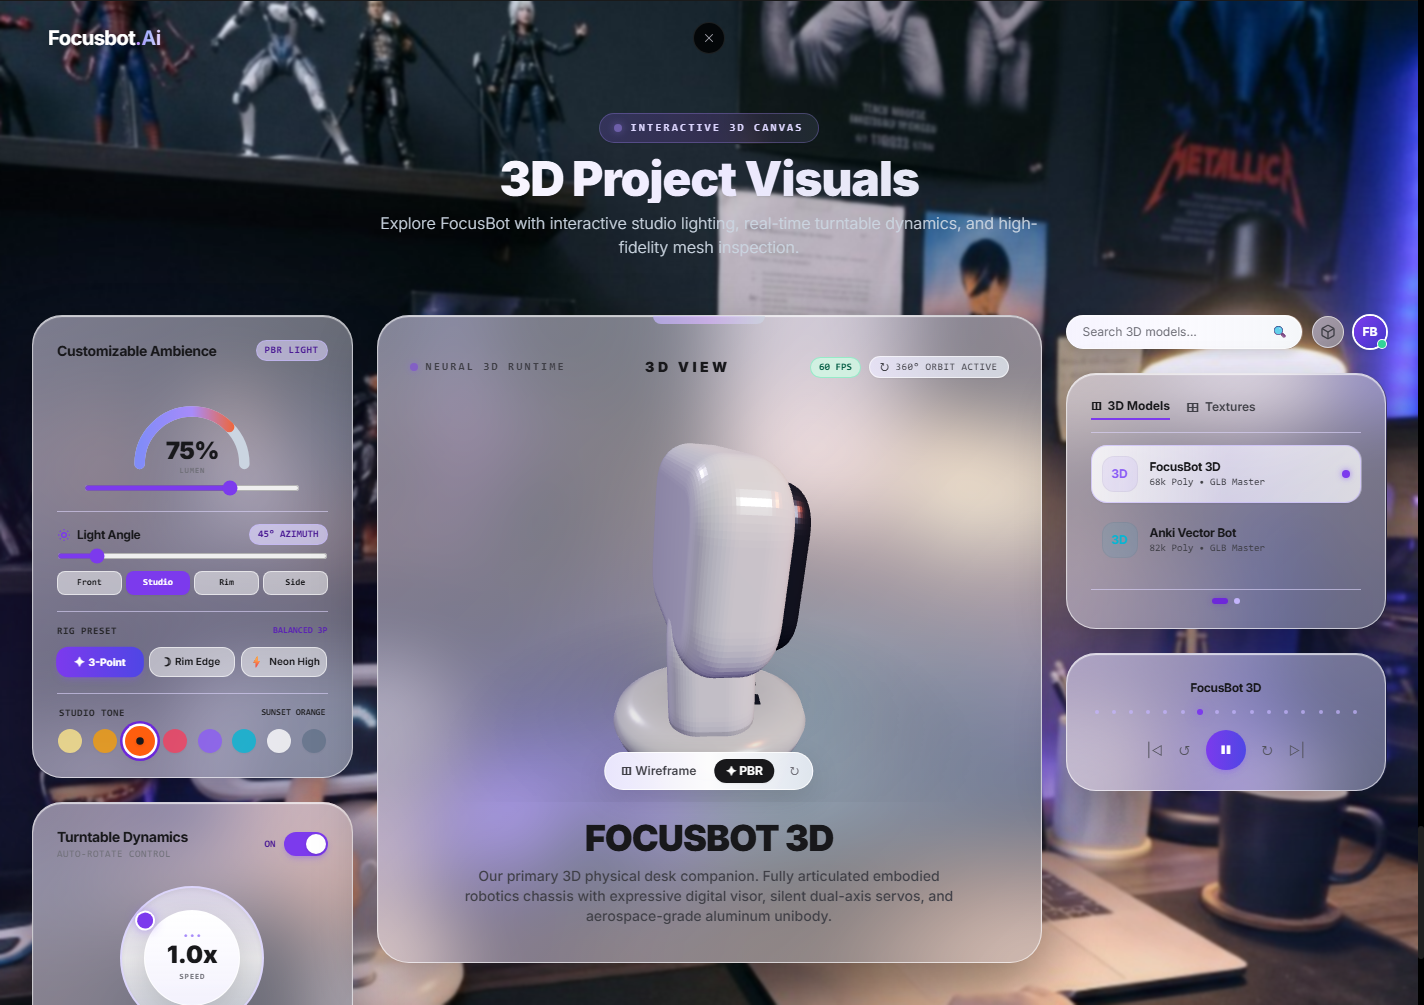 Focusbot.Ai
INTERACTIVE 3D CANVAS
3D Project Visuals
Explore FocusBot with interactive studio lighting, real-time turntable dynamics, and high-
fidelity mesh inspection.
METALLICA
Customizable Ambience
PBR LIGHT
75%
LUMEN
Light Angle
45° AZIMUTH
Front
Studio
Rim
Side
RIG PRESET
BALANCED 3P
3-Point
Rim Edge
Neon High
STUDIO TONE
SUNSET ORANGE
Turntable Dynamics
AUTO-ROTATE CONTROL
ON
1.0x
SPEED
NEURAL 3D RUNTIME
3D VIEW
60 FPS
360° ORBIT ACTIVE
Wireframe
PBR
FOCUSBOT 3D
Our primary 3D physical desk companion. Fully articulated embodied
robotics chassis with expressive digital visor, silent dual-axis servos, and
aerospace-grade aluminum unibody.
Search 3D models...
FB
3D Models
Textures
3D
FocusBot 3D
68k Poly • GLB Master
3D
Anki Vector Bot
82k Poly • GLB Master
FocusBot 3D